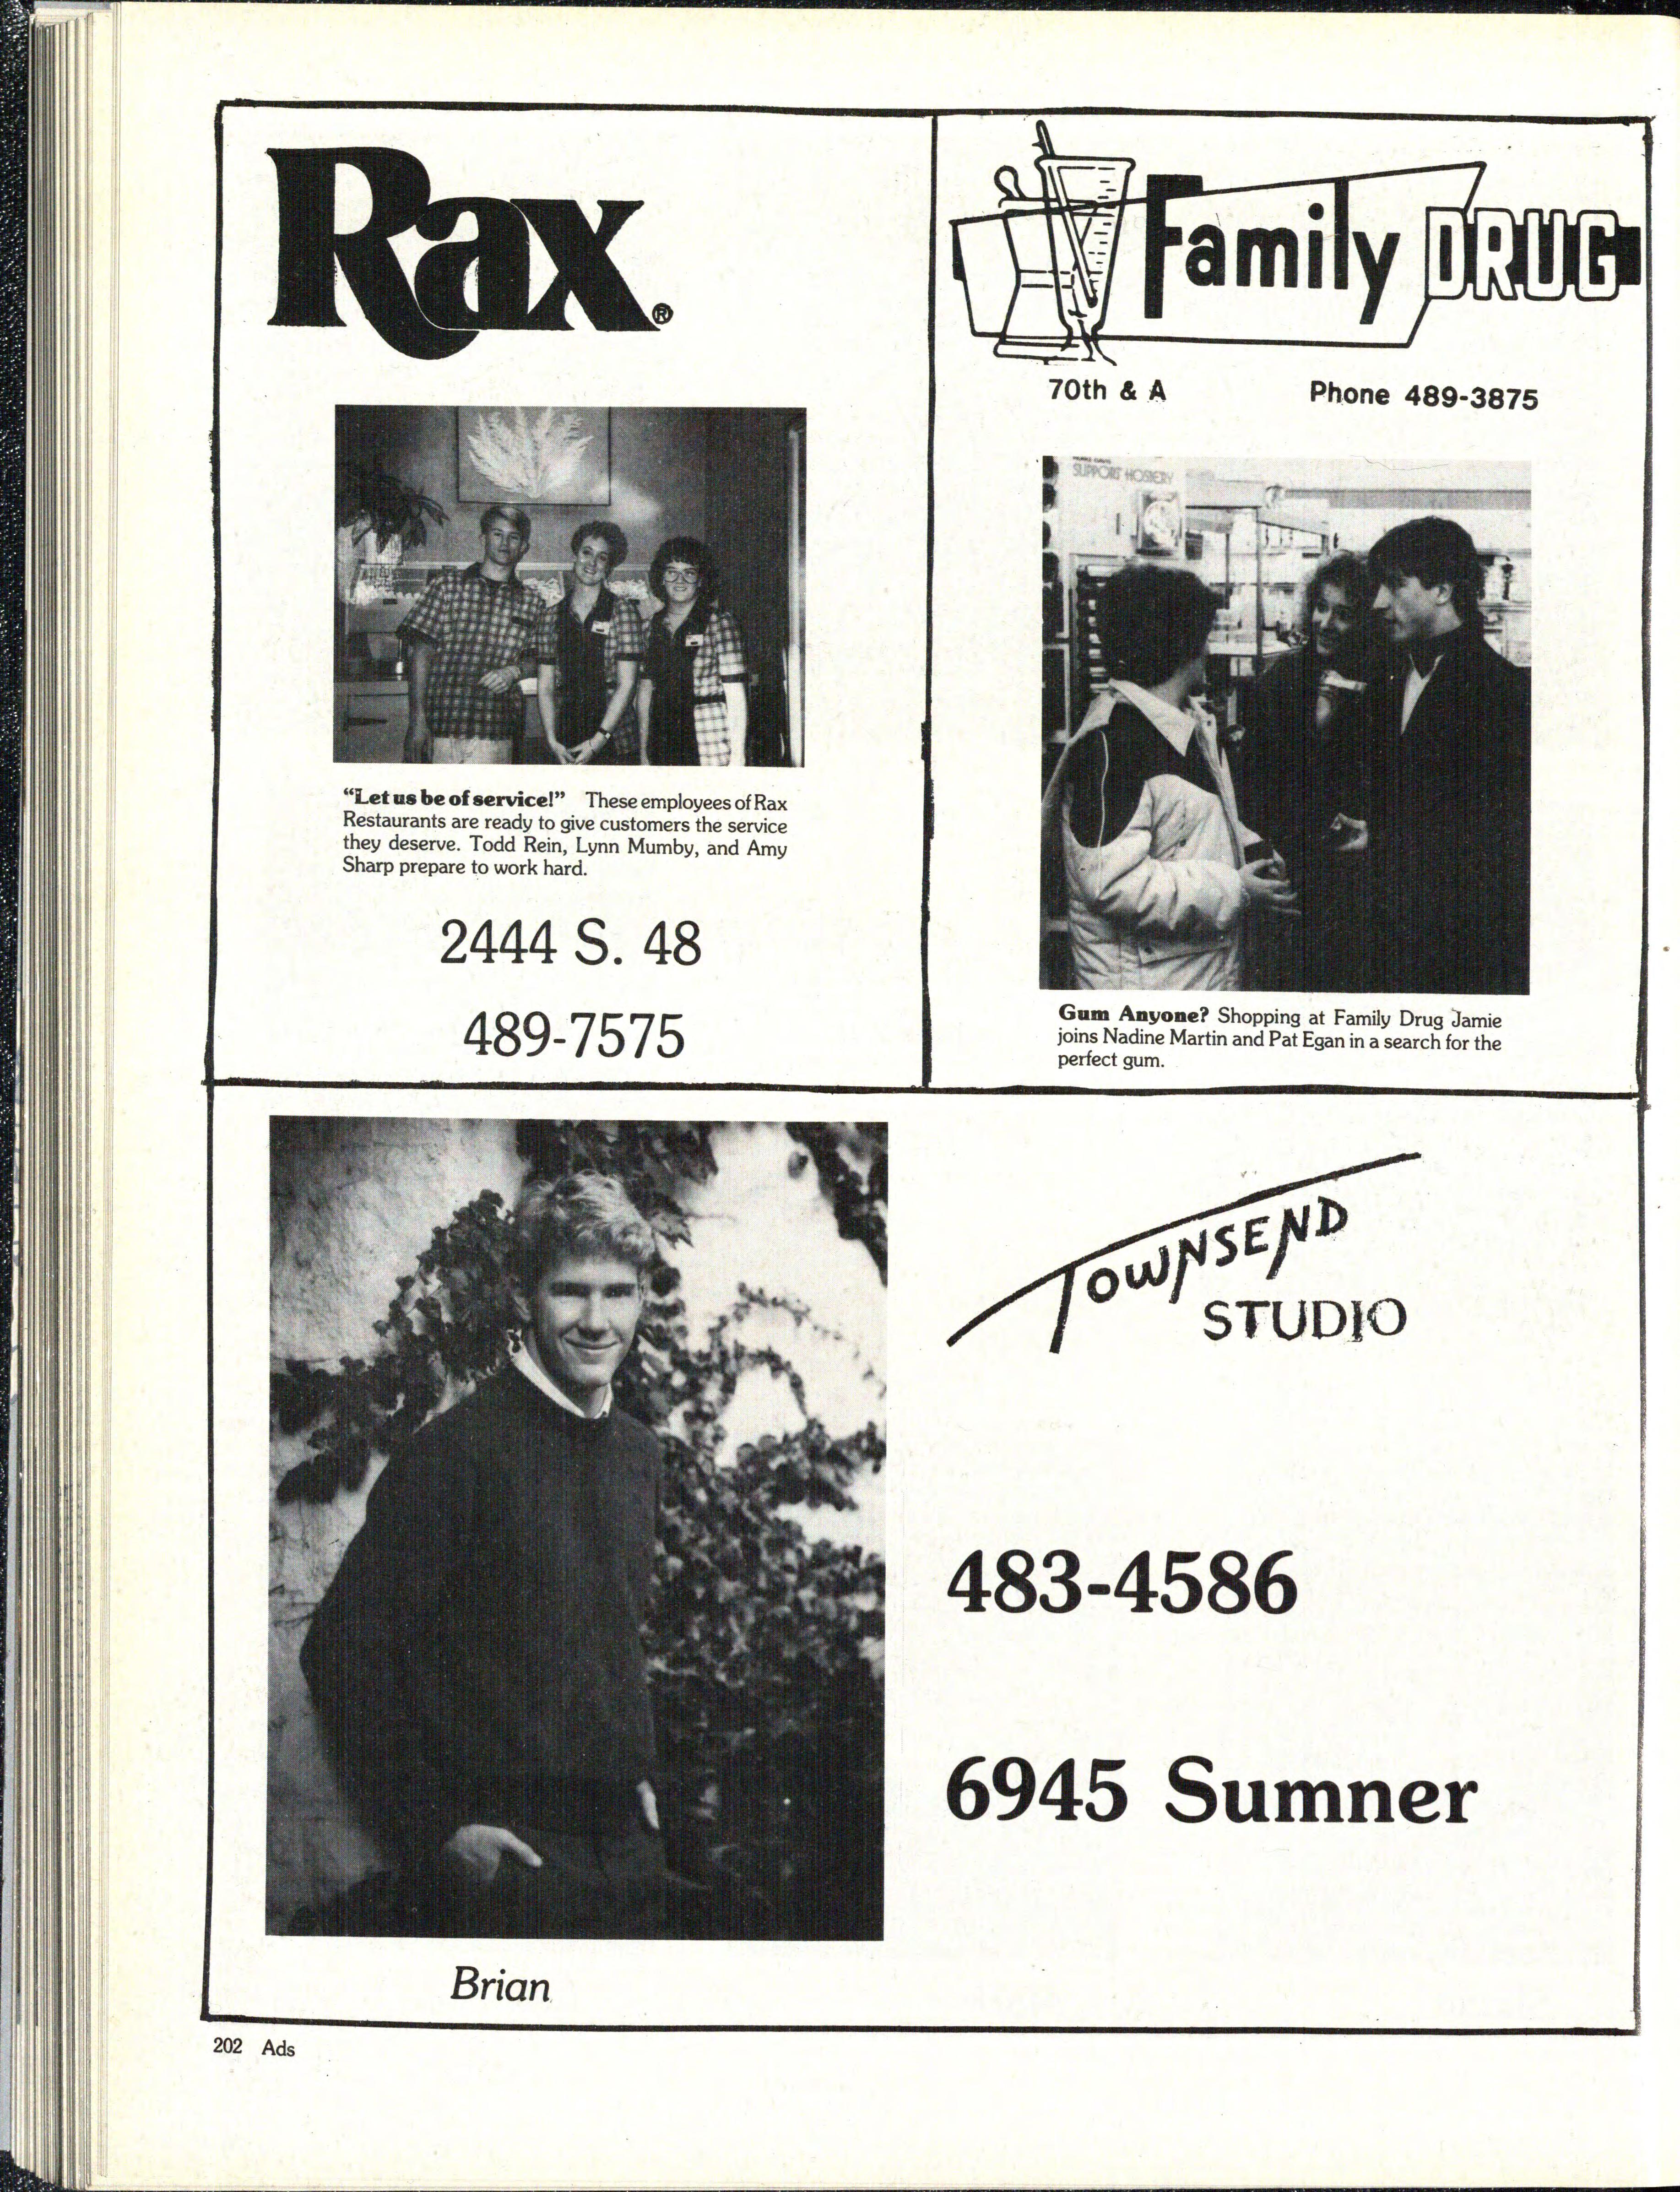 Rax®
"Let us be of service!" These employees of Rax
Restaurants are ready to give customers the service
they deserve. Todd Rein, Lynn Mumby, and Amy
Sharp prepare to work hard.
2444 S. 48
489-7575
Family DRUG
70th & A Phone 489-3875
SUPPORT HOSIERY
Gum Anyone? Shopping at Family Drug Jamie
joins Nadine Martin and Pat Egan in a search for the
perfect gum.
Brian
TOWNSEND
STUDIO
483-4586
6945 Sumner
202 Ads